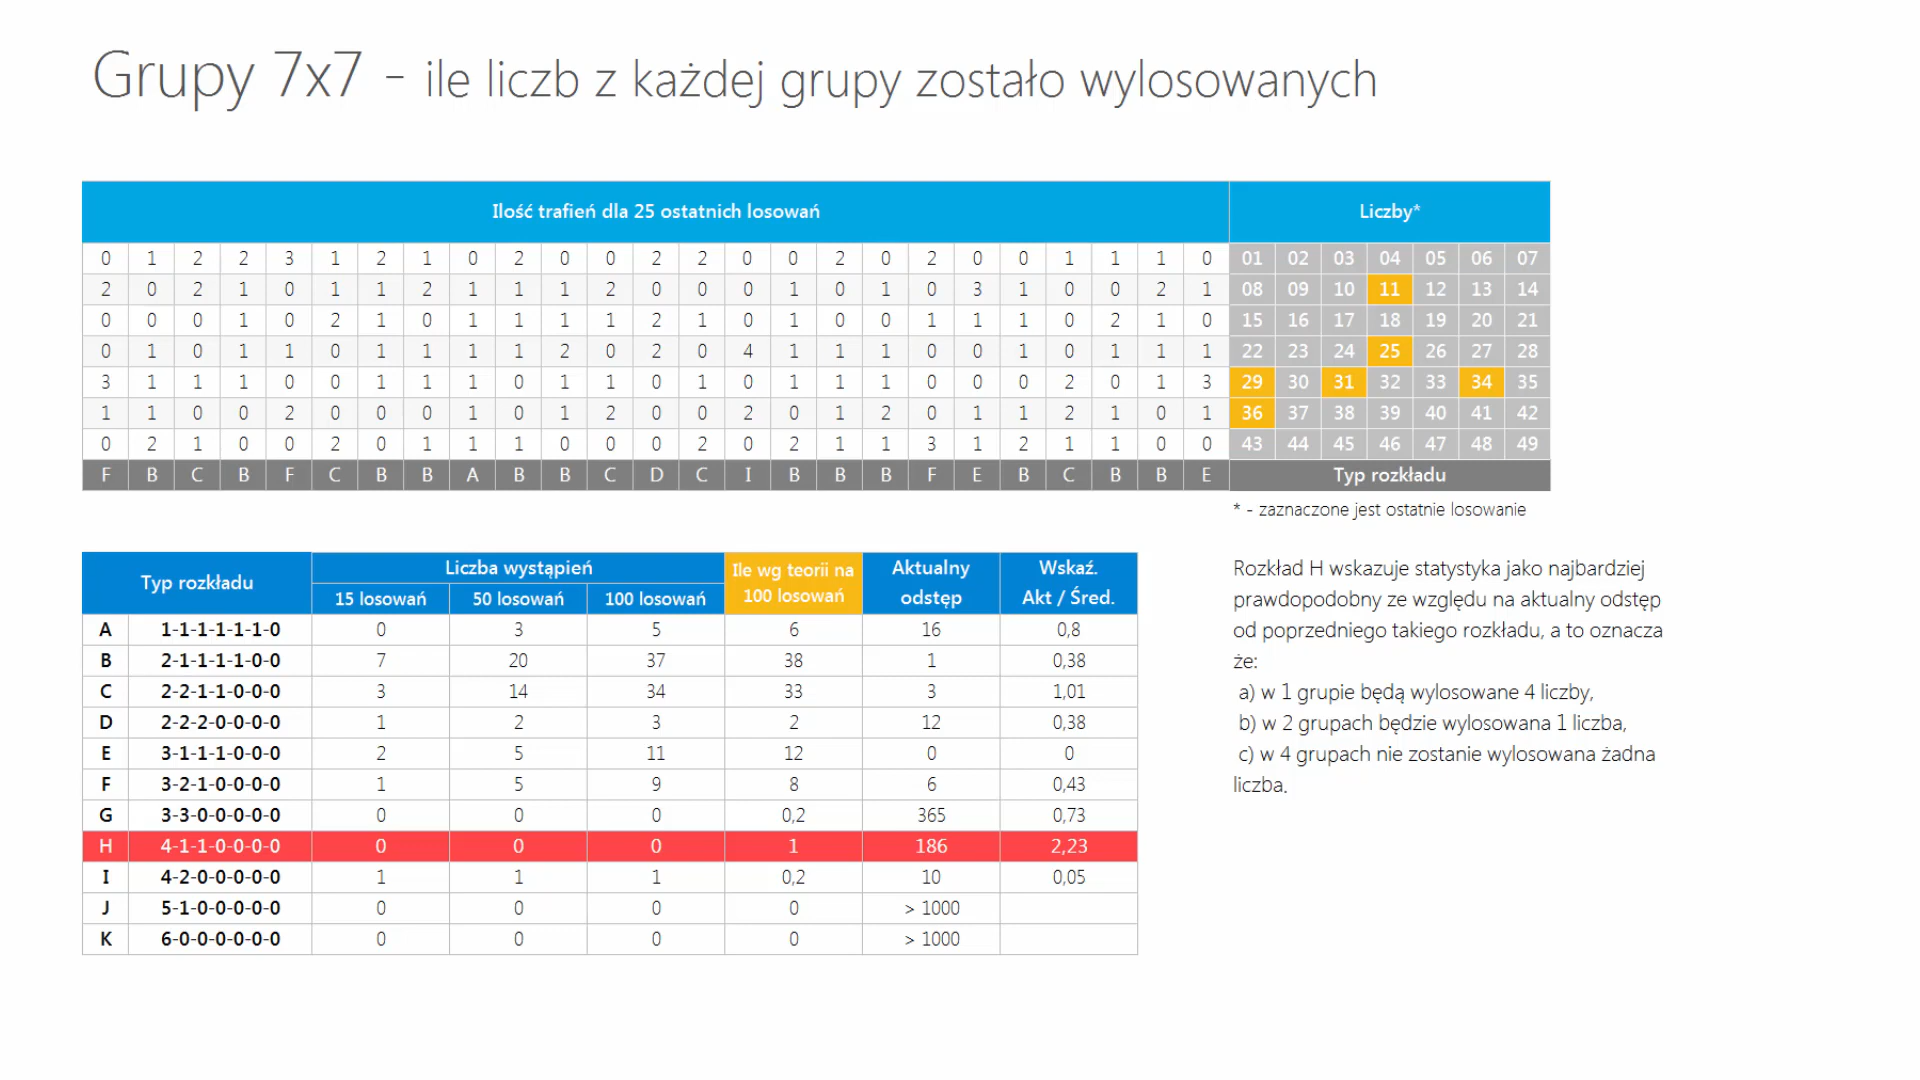 Grupy 7x7 - ile liczb z każdej grupy zostało wylosowanych
Ilość trafień dla 25 ostatnich losowań Liczby*
0 1 2 2 3 1 2 1 0 2 0 0 2 2 0 0 2 0 2 0 0 1 1 1 0 01 02 03 04 05 06 07
2 0 2 1 0 1 1 2 1 1 1 2 0 0 0 1 0 1 0 3 1 0 0 2 1 08 09 10 11 12 13 14
0 0 0 1 0 2 1 0 1 1 1 1 2 1 0 1 0 0 1 1 1 0 2 1 0 15 16 17 18 19 20 21
0 1 0 1 1 0 1 1 1 1 2 0 2 0 4 1 1 1 0 0 1 0 1 1 1 22 23 24 25 26 27 28
3 1 1 1 0 0 1 1 1 0 1 1 0 1 0 1 1 1 0 0 0 2 0 1 3 29 30 31 32 33 34 35
1 1 0 0 2 0 0 0 1 0 1 2 0 0 2 0 1 2 0 1 1 2 1 0 1 36 37 38 39 40 41 42
0 2 1 0 0 2 0 1 1 1 0 0 0 2 0 2 1 1 3 1 2 1 1 0 0 43 44 45 46 47 48 49
F B C B F C B B A B B C D C I B B B F E B C B B E Typ rozkładu
* - zaznaczone jest ostatnie losowanie
Typ rozkładu Liczba wystąpień Ile wg teorii na 100 losowań Aktualny odstęp Wskaź. Akt / Śred.
15 losowań 50 losowań 100 losowań
A 1-1-1-1-1-1-0 0 3 5 6 16 0,8
B 2-1-1-1-1-0-0 7 20 37 38 1 0,38
C 2-2-1-1-0-0-0 3 14 34 33 3 1,01
D 2-2-2-0-0-0-0 1 2 3 2 12 0,38
E 3-1-1-1-0-0-0 2 5 11 12 0 0
F 3-2-1-0-0-0-0 1 5 9 8 6 0,43
G 3-3-0-0-0-0-0 0 0 0 0,2 365 0,73
H 4-1-1-0-0-0-0 0 0 0 1 186 2,23
I 4-2-0-0-0-0-0 1 1 1 0,2 10 0,05
J 5-1-0-0-0-0-0 0 0 0 0 > 1000
K 6-0-0-0-0-0-0 0 0 0 0 > 1000
Rozkład H wskazuje statystyka jako najbardziej
prawdopodobny ze względu na aktualny odstęp
od poprzedniego takiego rozkładu, a to oznacza
że:
a) w 1 grupie będą wylosowane 4 liczby,
b) w 2 grupach będzie wylosowana 1 liczba,
c) w 4 grupach nie zostanie wylosowana żadna
liczba.